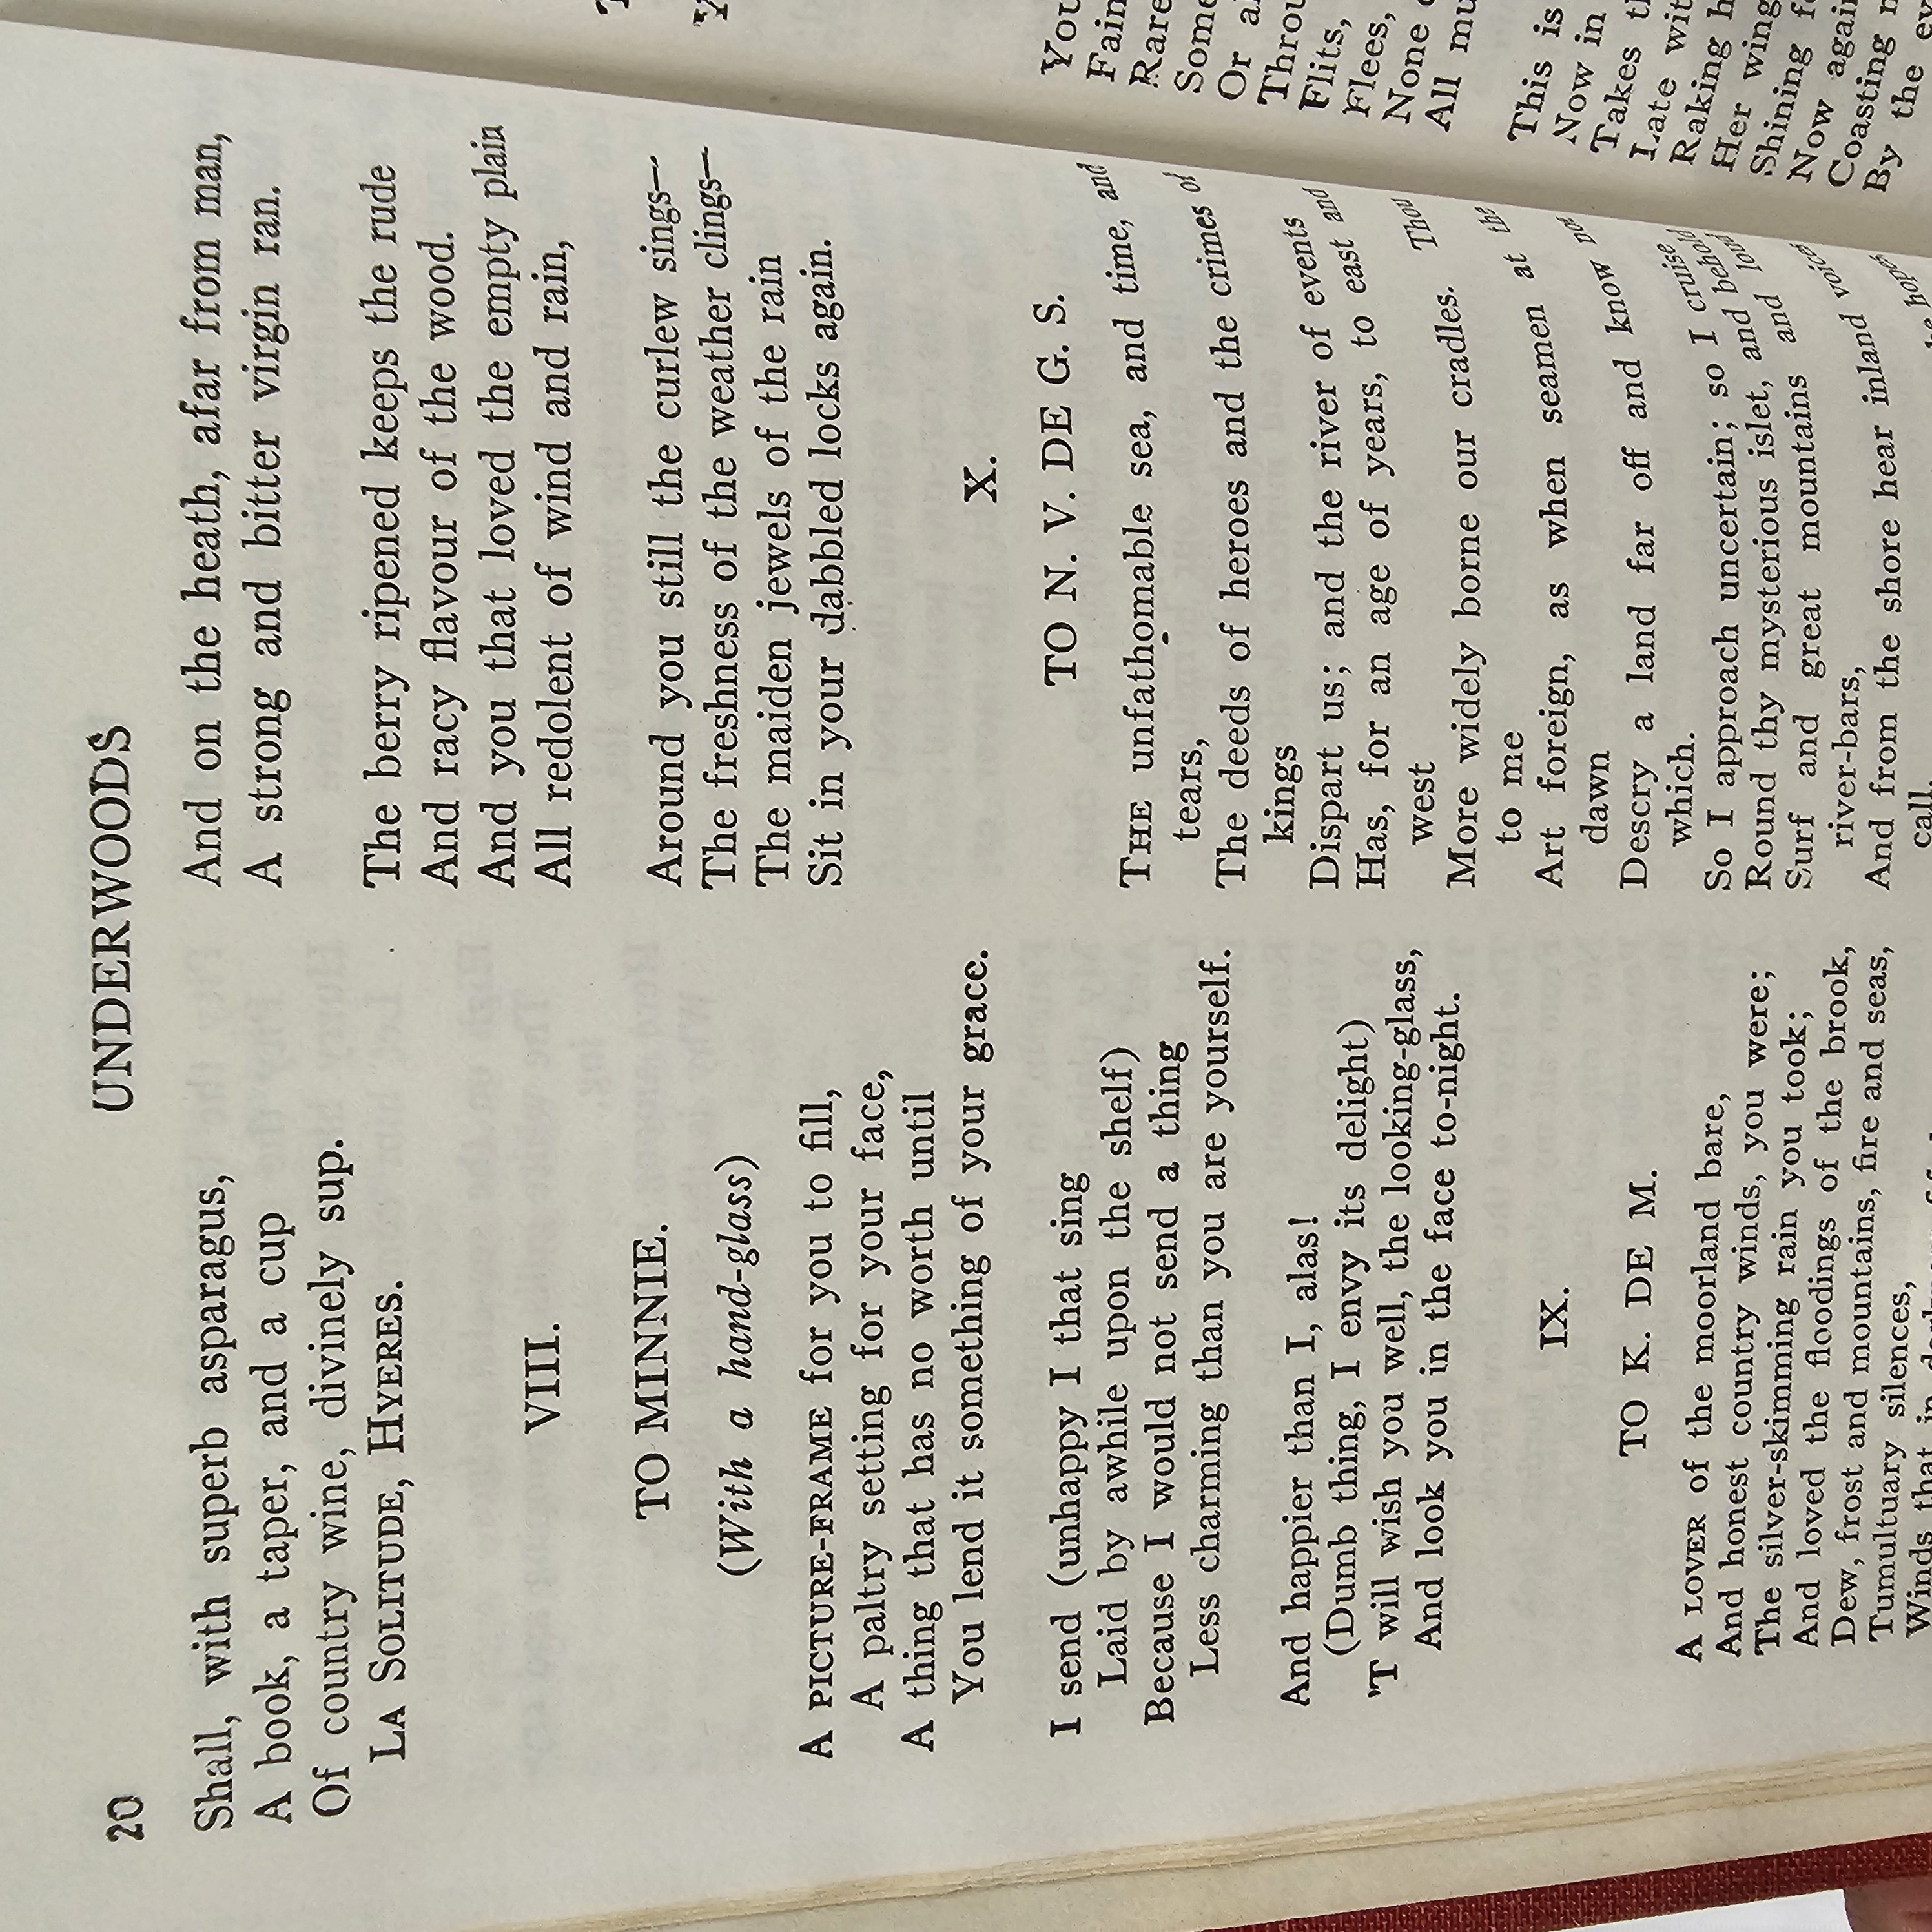 20
UNDERWOODS
Shall, with superb asparagus,
A book, a taper, and a cup
Of country wine, divinely sup.
LA SOLITUDE, HYERES.
VIII.
TO MINNIE.
(With a hand-glass)
A PICTURE-FRAME for you to fill,
A paltry setting for your face,
A thing that has no worth until
You lend it something of your grace.
I send (unhappy I that sing
Laid by awhile upon the shelf)
Because I would not send a thing
Less charming than you are yourself.
And happier than I, alas!
(Dumb thing, I envy its delight)
'T will wish you well, the looking-glass,
And look you in the face to-night.
IX.
TO K. DE M.
A LOVER of the moorland bare,
And honest country winds, you were;
The silver-skimming rain you took;
And loved the floodings of the brook,
Dew, frost and mountains, fire and seas,
Tumultuary silences,
Winds that in
And on the heath, afar from man,
A strong and bitter virgin ran.
The berry ripened keeps the rude
And racy flavour of the wood.
And you that loved the empty plain
All redolent of wind and rain,
Around you still the curlew sings—
The freshness of the weather clings—
The maiden jewels of the rain
Sit in your dabbled locks again.
X.
TO N. V. DE G. S.
THE unfathomable sea, and time, and
tears,
The deeds of heroes and the crimes of
kings
Dispart us; and the river of events
Has, for an age of years, to east and
west
More widely borne our cradles. Thou
to me
Art foreign, as when seamen at the
dawn
Descry a land far off and know not
which.
So I approach uncertain; so I cruise
Round thy mysterious islet, and behold
Surf and great mountains and loud
river-bars,
And from the shore hear inland voices
call.
hopes
You
Fain
Rare
Some
Or
Throu
Flits,
Flees,
None
All mu
This is
Now in
Takes
Late wit
Raking
Her wing
Shining
Now again
Coasting
By the